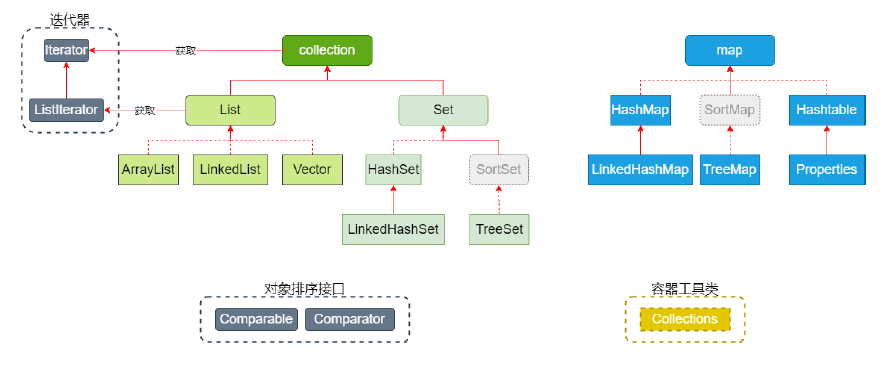 迭代器
Iterator
获取
collection
map
ListIterator
获取
List
Set
HashMap
SortMap
Hashtable
ArrayList
LinkedList
Vector
HashSet
SortSet
LinkedHashMap
TreeMap
Properties
LinkedHashSet
TreeSet
对象排序接口
容器工具类
Comparable
Comparator
Collections